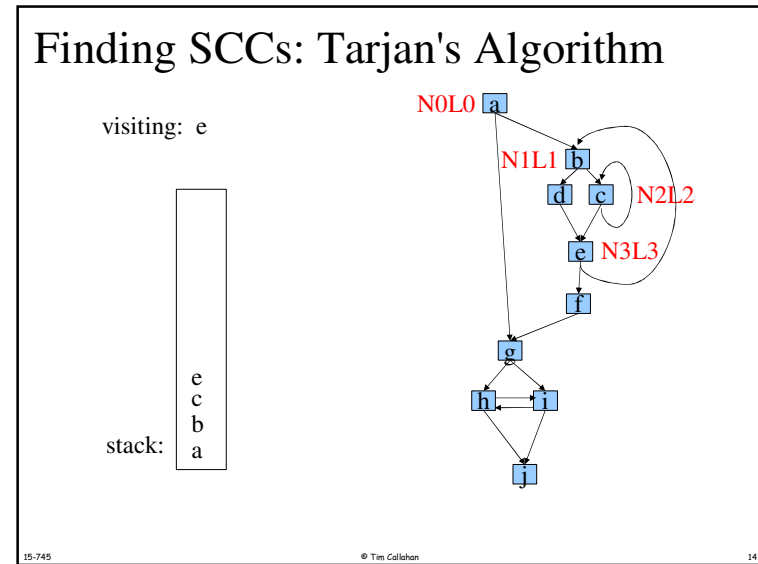 Finding SCCs: Tarjan's Algorithm
visiting: e
N0L0 a
N1L1 b
d c N2L2
e N3L3
f
g
h i
j
e
c
b
stack: a
15-745 © Tim Callahan 14